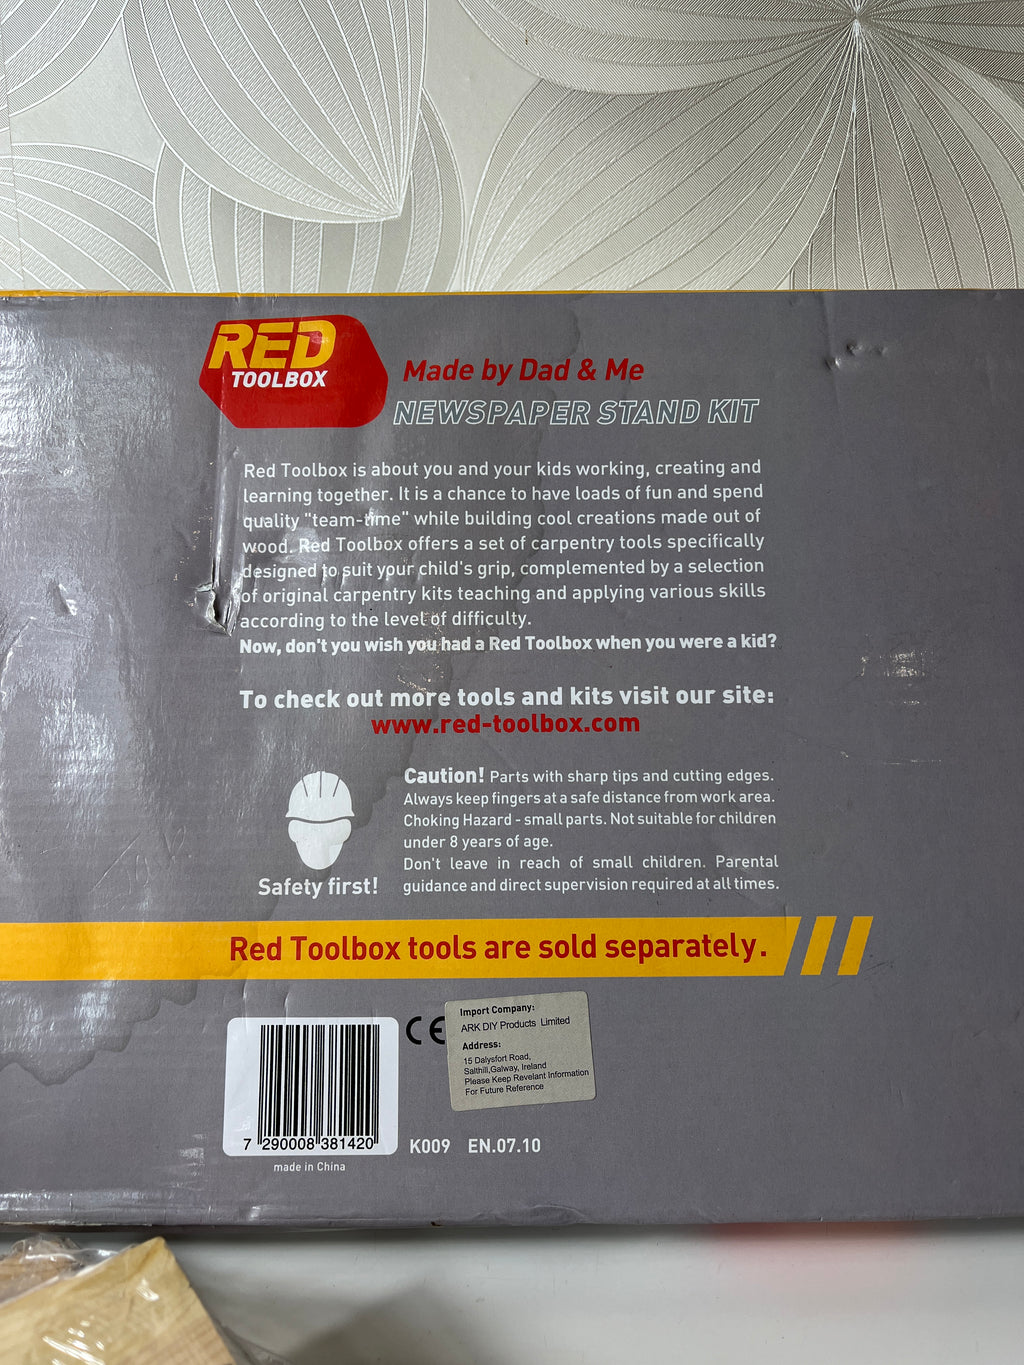 RED
TOOLBOX
Made by Dad & Me
NEWSPAPER STAND KIT
Red Toolbox is about you and your kids working, creating and
learning together. It is a chance to have loads of fun and spend
quality "team-time" while building cool creations made out of
wood. Red Toolbox offers a set of carpentry tools specifically
designed to suit your child's grip, complemented by a selection
of original carpentry kits teaching and applying various skills
according to the level of difficulty.
Now, don't you wish you had a Red Toolbox when you were a kid?
To check out more tools and kits visit our site:
www.red-toolbox.com
Caution! Parts with sharp tips and cutting edges.
Always keep fingers at a safe distance from work area.
Choking Hazard - small parts. Not suitable for children
under 8 years of age.
Don't leave in reach of small children. Parental
guidance and direct supervision required at all times.
Safety first!
Red Toolbox tools are sold separately.
CE
Import Company:
ARK DIY Products Limited
Address:
15 Dalysfort Road,
Salthill,Galway, Ireland
Please Keep Revelant Information
For Future Reference
7 290008 381420
K009 EN.07.10
made in China